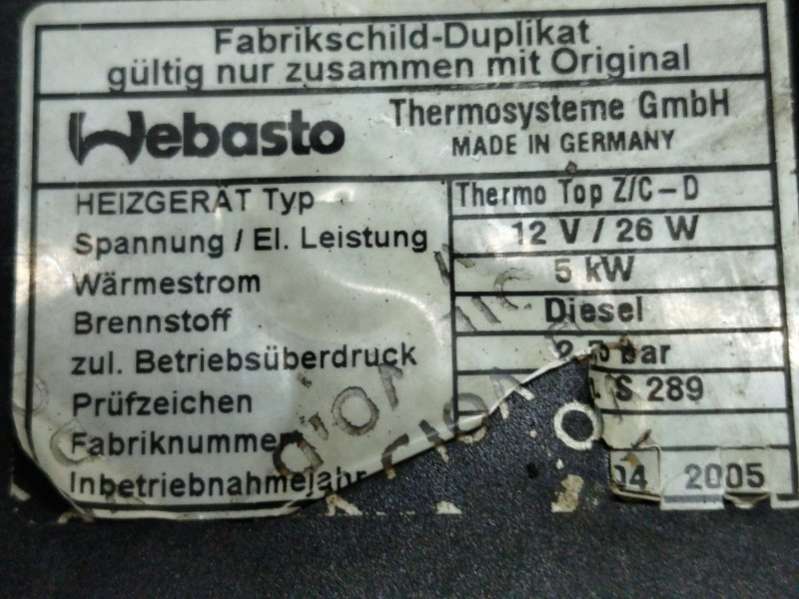 Fabrikschild-Duplikat
gültig nur zusammen mit Original
Webasto Thermosysteme GmbH
MADE IN GERMANY
HEIZGERÄT Typ Thermo Top Z/C-D
Spannung / El. Leistung 12 V / 26 W
Wärmestrom 5 kW
Brennstoff Diesel
zul. Betriebsüberdruck bar
Prüfzeichen S 289
Fabriknummer
Inbetriebnahmejahr 04 2005